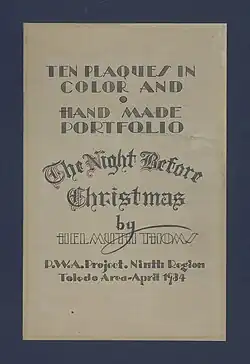 TEN PLAQUES IN
COLOR AND
HAND MADE
PORTFOLIO
The Night Before
Christmas
by
HELMUTH THOMS
P.W.A. Project. Ninth Region
Toledo Area-April 1934